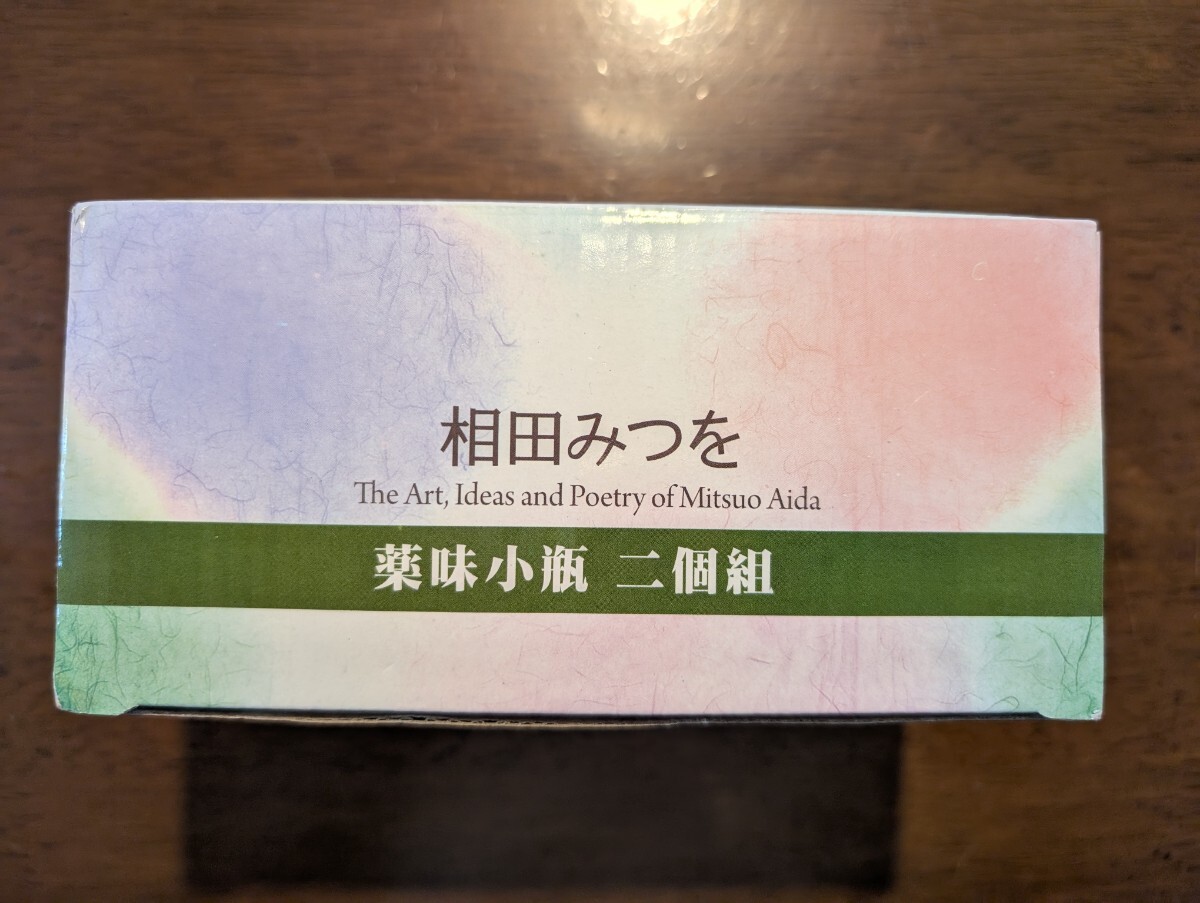 相田みつを
The Art, Ideas and Poetry of Mitsuo Aida
薬味小瓶 二個組